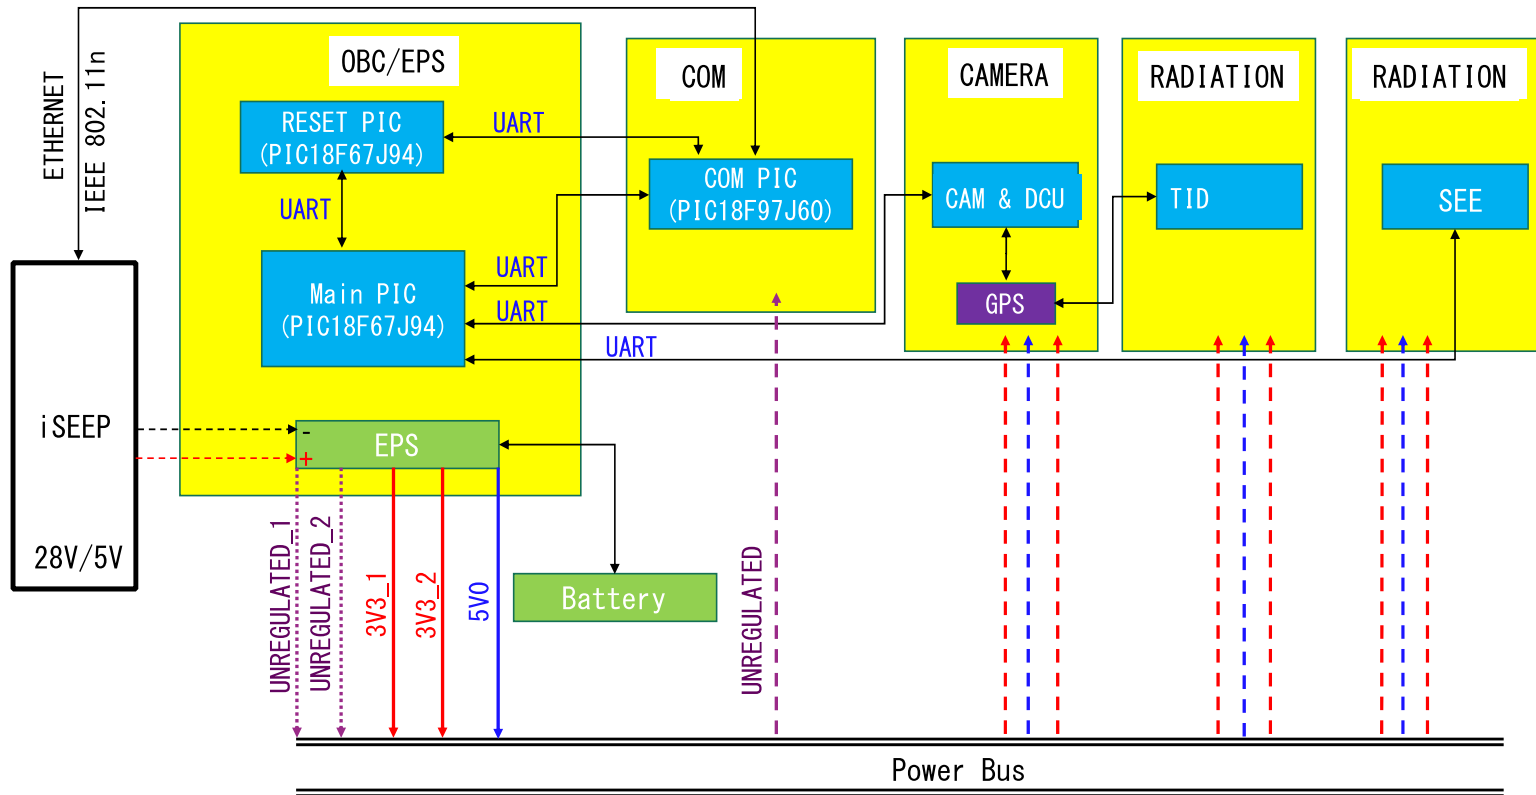 ETHERNET
IEEE 802.11n
OBC/EPS
RESET PIC
(PIC18F67J94)
UART
UART
Main PIC
(PIC18F67J94)
UART
UART
UART
COM
COM PIC
(PIC18F97J60)
CAMERA
CAM & DCU
GPS
RADIATION
TID
RADIATION
SEE
iSEEP
28V/5V
-
+
EPS
Battery
UNREGULATED_1
UNREGULATED_2
3V3_1
3V3_2
5V0
UNREGULATED
Power Bus